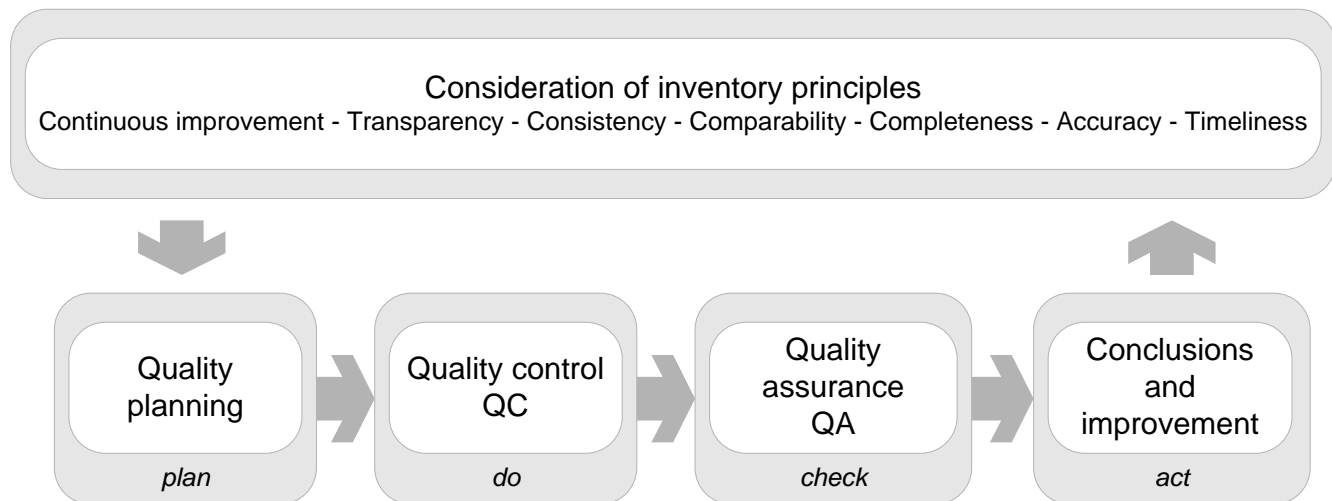 Consideration of inventory principles
Continuous improvement - Transparency - Consistency - Comparability - Completeness - Accuracy - Timeliness
Quality
planning
plan
Quality control
QC
do
Quality
assurance
QA
check
Conclusions
and
improvement
act